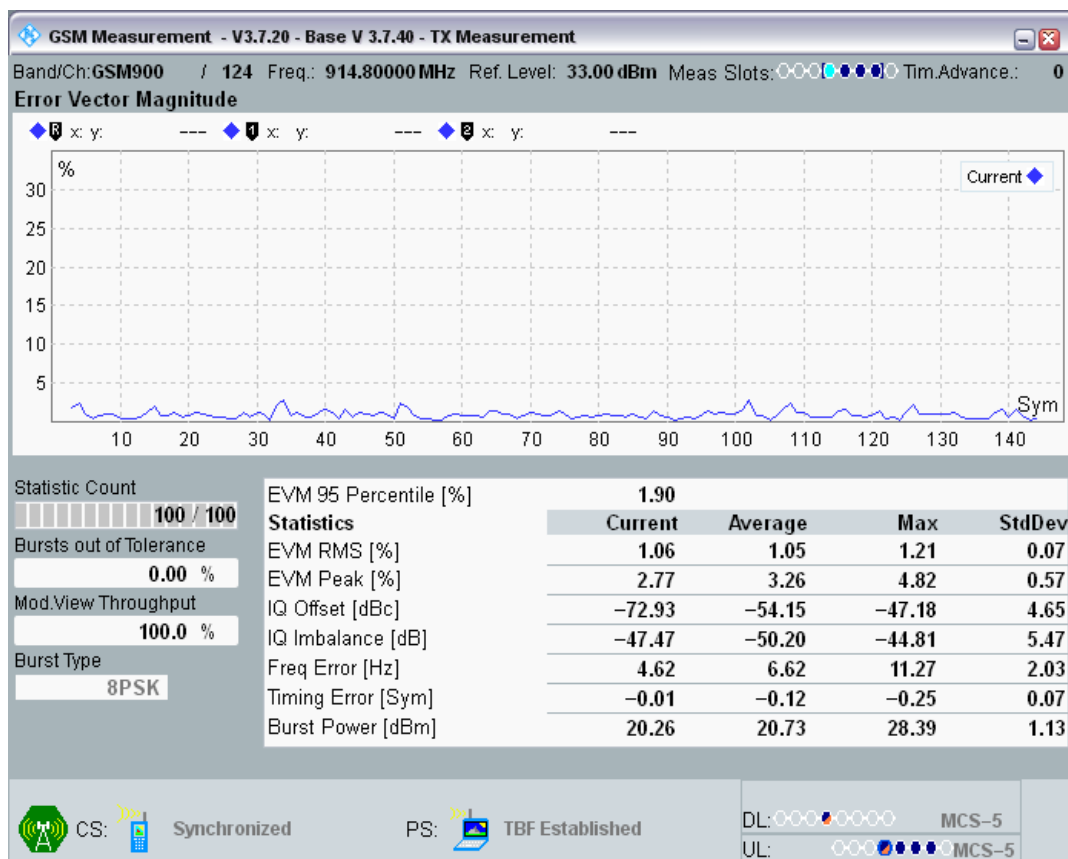 GSM Measurement - V3.7.20 - Base V 3.7.40 - TX Measurement
Band/Ch:GSM900 / 124 Freq.: 914.80000 MHz Ref. Level: 33.00 dBm Meas Slots: Tim.Advance.: 0
Error Vector Magnitude
R x: y: --- 1 x: y: --- 2 x: y: ---
%
Current
30
25
20
15
10
5
Sym
10 20 30 40 50 60 70 80 90 100 110 120 130 140
Statistic Count
100 / 100
Bursts out of Tolerance
0.00 %
Mod.View Throughput
100.0 %
Burst Type
8PSK
EVM 95 Percentile [%] 1.90
Statistics Current Average Max StdDev
EVM RMS [%] 1.06 1.05 1.21 0.07
EVM Peak [%] 2.77 3.26 4.82 0.57
IQ Offset [dBc] −72.93 −54.15 −47.18 4.65
IQ Imbalance [dB] −47.47 −50.20 −44.81 5.47
Freq Error [Hz] 4.62 6.62 11.27 2.03
Timing Error [Sym] −0.01 −0.12 −0.25 0.07
Burst Power [dBm] 20.26 20.73 28.39 1.13
CS: Synchronized PS: TBF Established
DL: MCS−5
UL: MCS−5